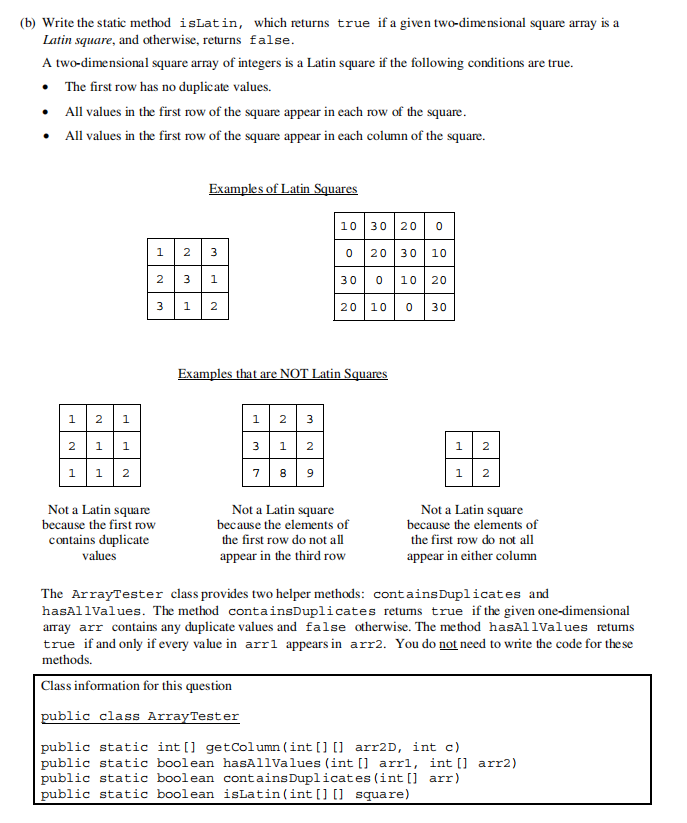 (b) Write the static method isLatin, which returns true if a given two-dimensional square array is a
Latin square, and otherwise, returns false.
A two-dimensional square array of integers is a Latin square if the following conditions are true.
• The first row has no duplicate values.
• All values in the first row of the square appear in each row of the square.
• All values in the first row of the square appear in each column of the square.
Examples of Latin Squares
1 2 3
2 3 1
3 1 2
10 30 20 0
0 20 30 10
30 0 10 20
20 10 0 30
Examples that are NOT Latin Squares
1 2 1
2 1 1
1 1 2
Not a Latin square
because the first row
contains duplicate
values
1 2 3
3 1 2
7 8 9
Not a Latin square
because the elements of
the first row do not all
appear in the third row
1 2
1 2
Not a Latin square
because the elements of
the first row do not all
appear in either column
The ArrayTester class provides two helper methods: containsDuplicates and
hasAllValues. The method containsDuplicates returns true if the given one-dimensional
array arr contains any duplicate values and false otherwise. The method hasAllValues returns
true if and only if every value in arr1 appears in arr2. You do not need to write the code for these
methods.
Class information for this question
public class ArrayTester
public static int[] getColumn(int[][] arr2D, int c)
public static boolean hasAllValues(int[] arr1, int[] arr2)
public static boolean containsDuplicates(int[] arr)
public static boolean isLatin(int[][] square)